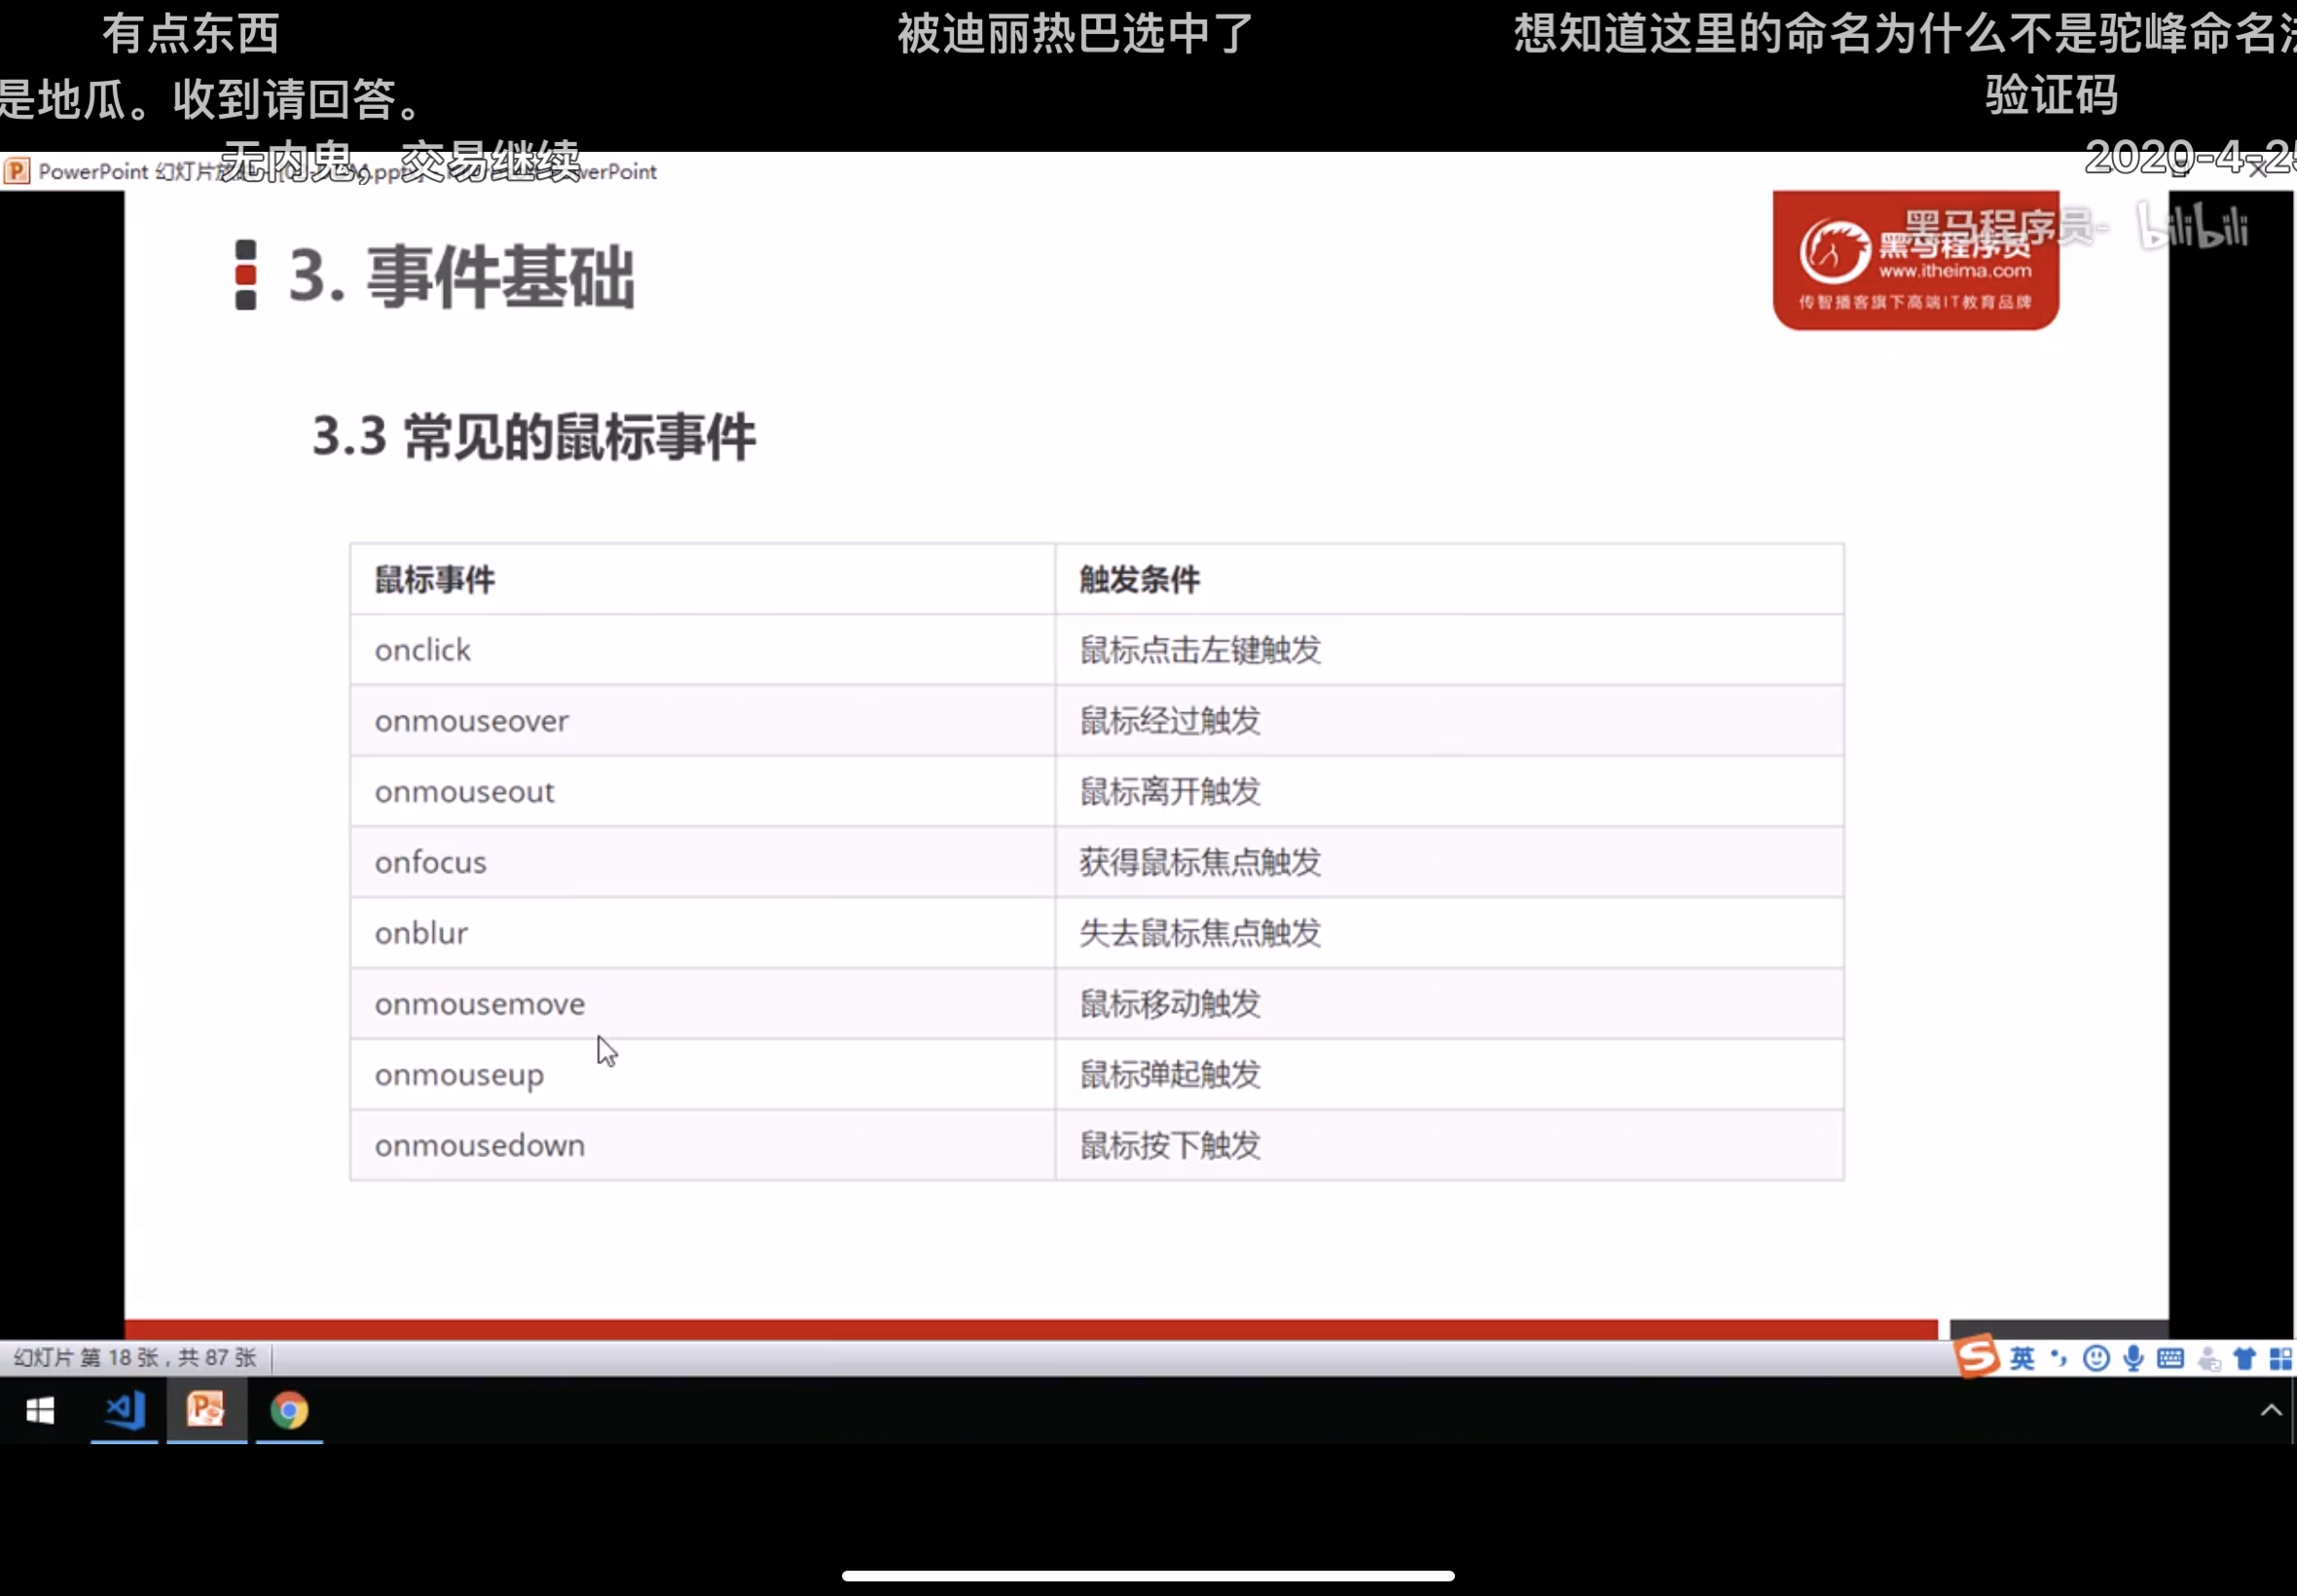 有点东西
被迪丽热巴选中了
想知道这里的命名为什么不是驼峰命名
是地瓜。收到请回答。
验证码
无内鬼，交易继续
2020-4-25
PowerPoint 幻灯片
黑马程序员-
bilibili
黑马程序员
www.itheima.com
传智播客旗下高端IT教育品牌
3. 事件基础
3.3 常见的鼠标事件
鼠标事件 触发条件
onclick 鼠标点击左键触发
onmouseover 鼠标经过触发
onmouseout 鼠标离开触发
onfocus 获得鼠标焦点触发
onblur 失去鼠标焦点触发
onmousemove 鼠标移动触发
onmouseup 鼠标弹起触发
onmousedown 鼠标按下触发
幻灯片 第 18 张，共 87 张
英